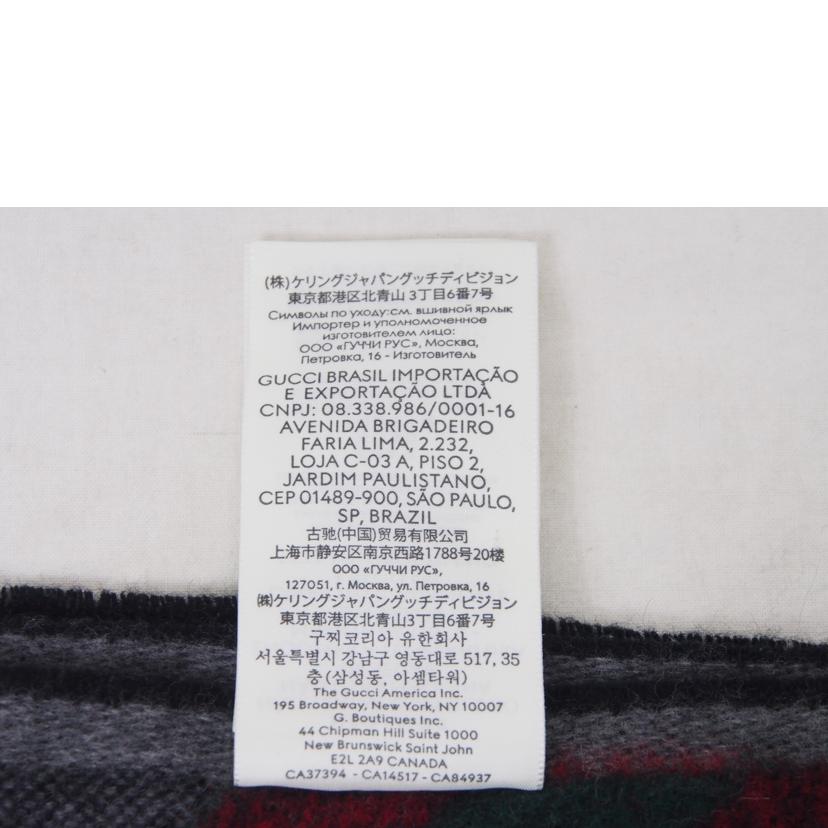 (株)ケリングジャパングッチディビジョン
東京都港区北青山 3丁目6番7号
Символы по уходу:см. вшивной ярлык
Импортер и уполномоченное
изготовителем лицо:
ООО «ГУЧЧИ РУС», Москва,
Петровка, 16 - Изготовитель
GUCCI BRASIL IMPORTAÇÃO
E EXPORTAÇÃO LTDA
CNPJ: 08.338.986/0001-16
AVENIDA BRIGADEIRO
FARIA LIMA, 2.232,
LOJA C-03 A, PISO 2,
JARDIM PAULISTANO,
CEP 01489-900, SÃO PAULO,
SP, BRAZIL
古驰(中国)贸易有限公司
上海市静安区南京西路1788号20楼
ООО «ГУЧЧИ РУС»,
127051, г. Москва, ул. Петровка, 16
㈱ケリングジャパングッチディビジョン
東京都港区北青山3丁目6番7号
구찌코리아 유한회사
서울특별시 강남구 영동대로 517, 35
층 (삼성동, 아셈타워)
The Gucci America Inc.
195 Broadway, New York, NY 10007
G. Boutiques Inc.
44 Chipman Hill Suite 1000
New Brunswick Saint John
E2L 2A9 CANADA
CA37394 - CA14517 - CA84937